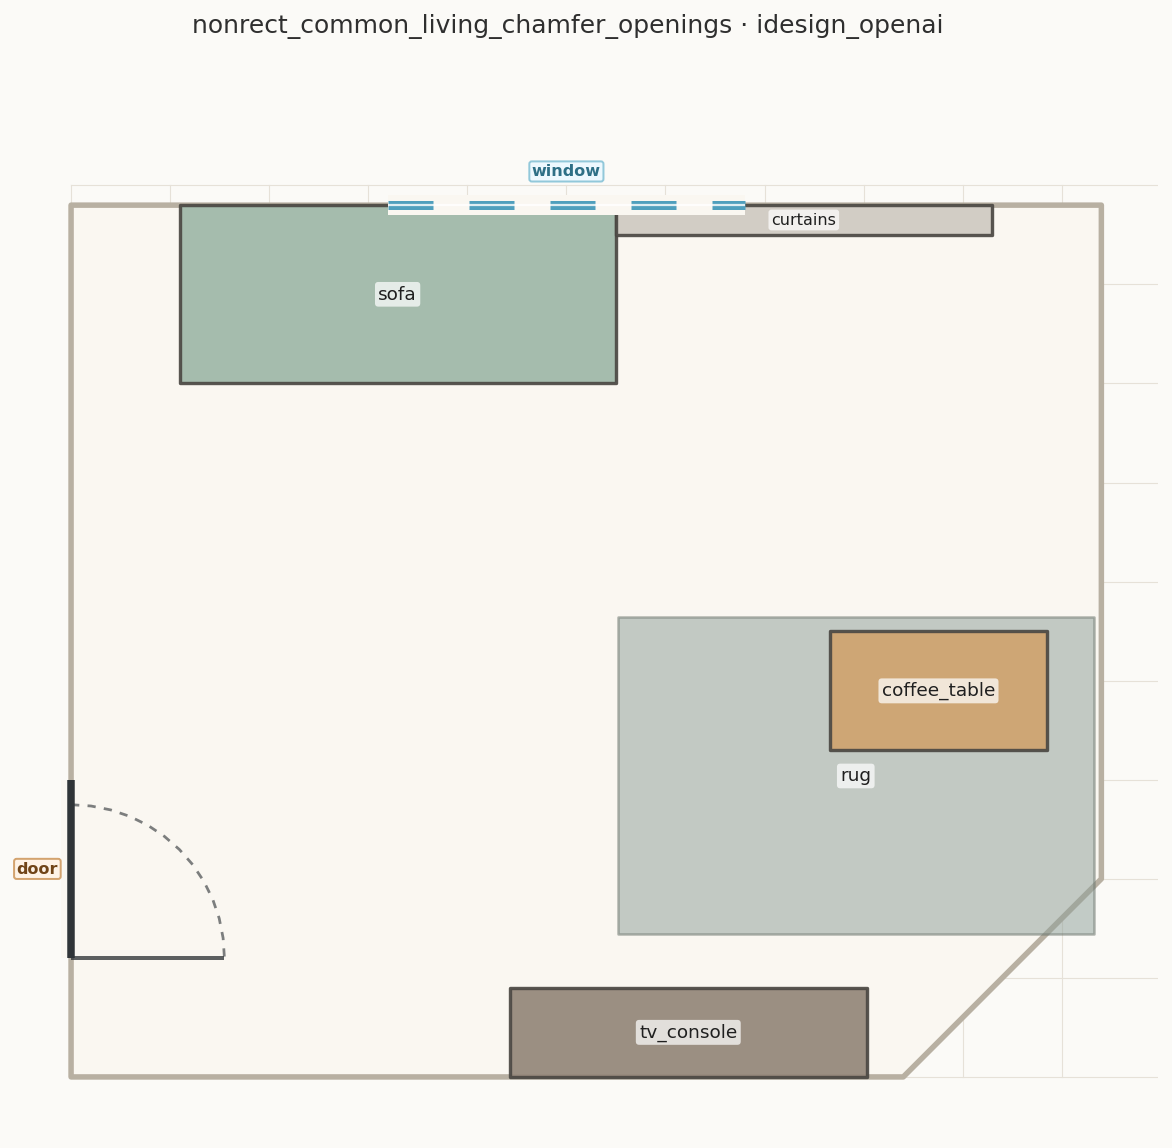 nonrect_common_living_chamfer_openings · idesign_openai
window
curtains
sofa
coffee_table
rug
door
tv_console